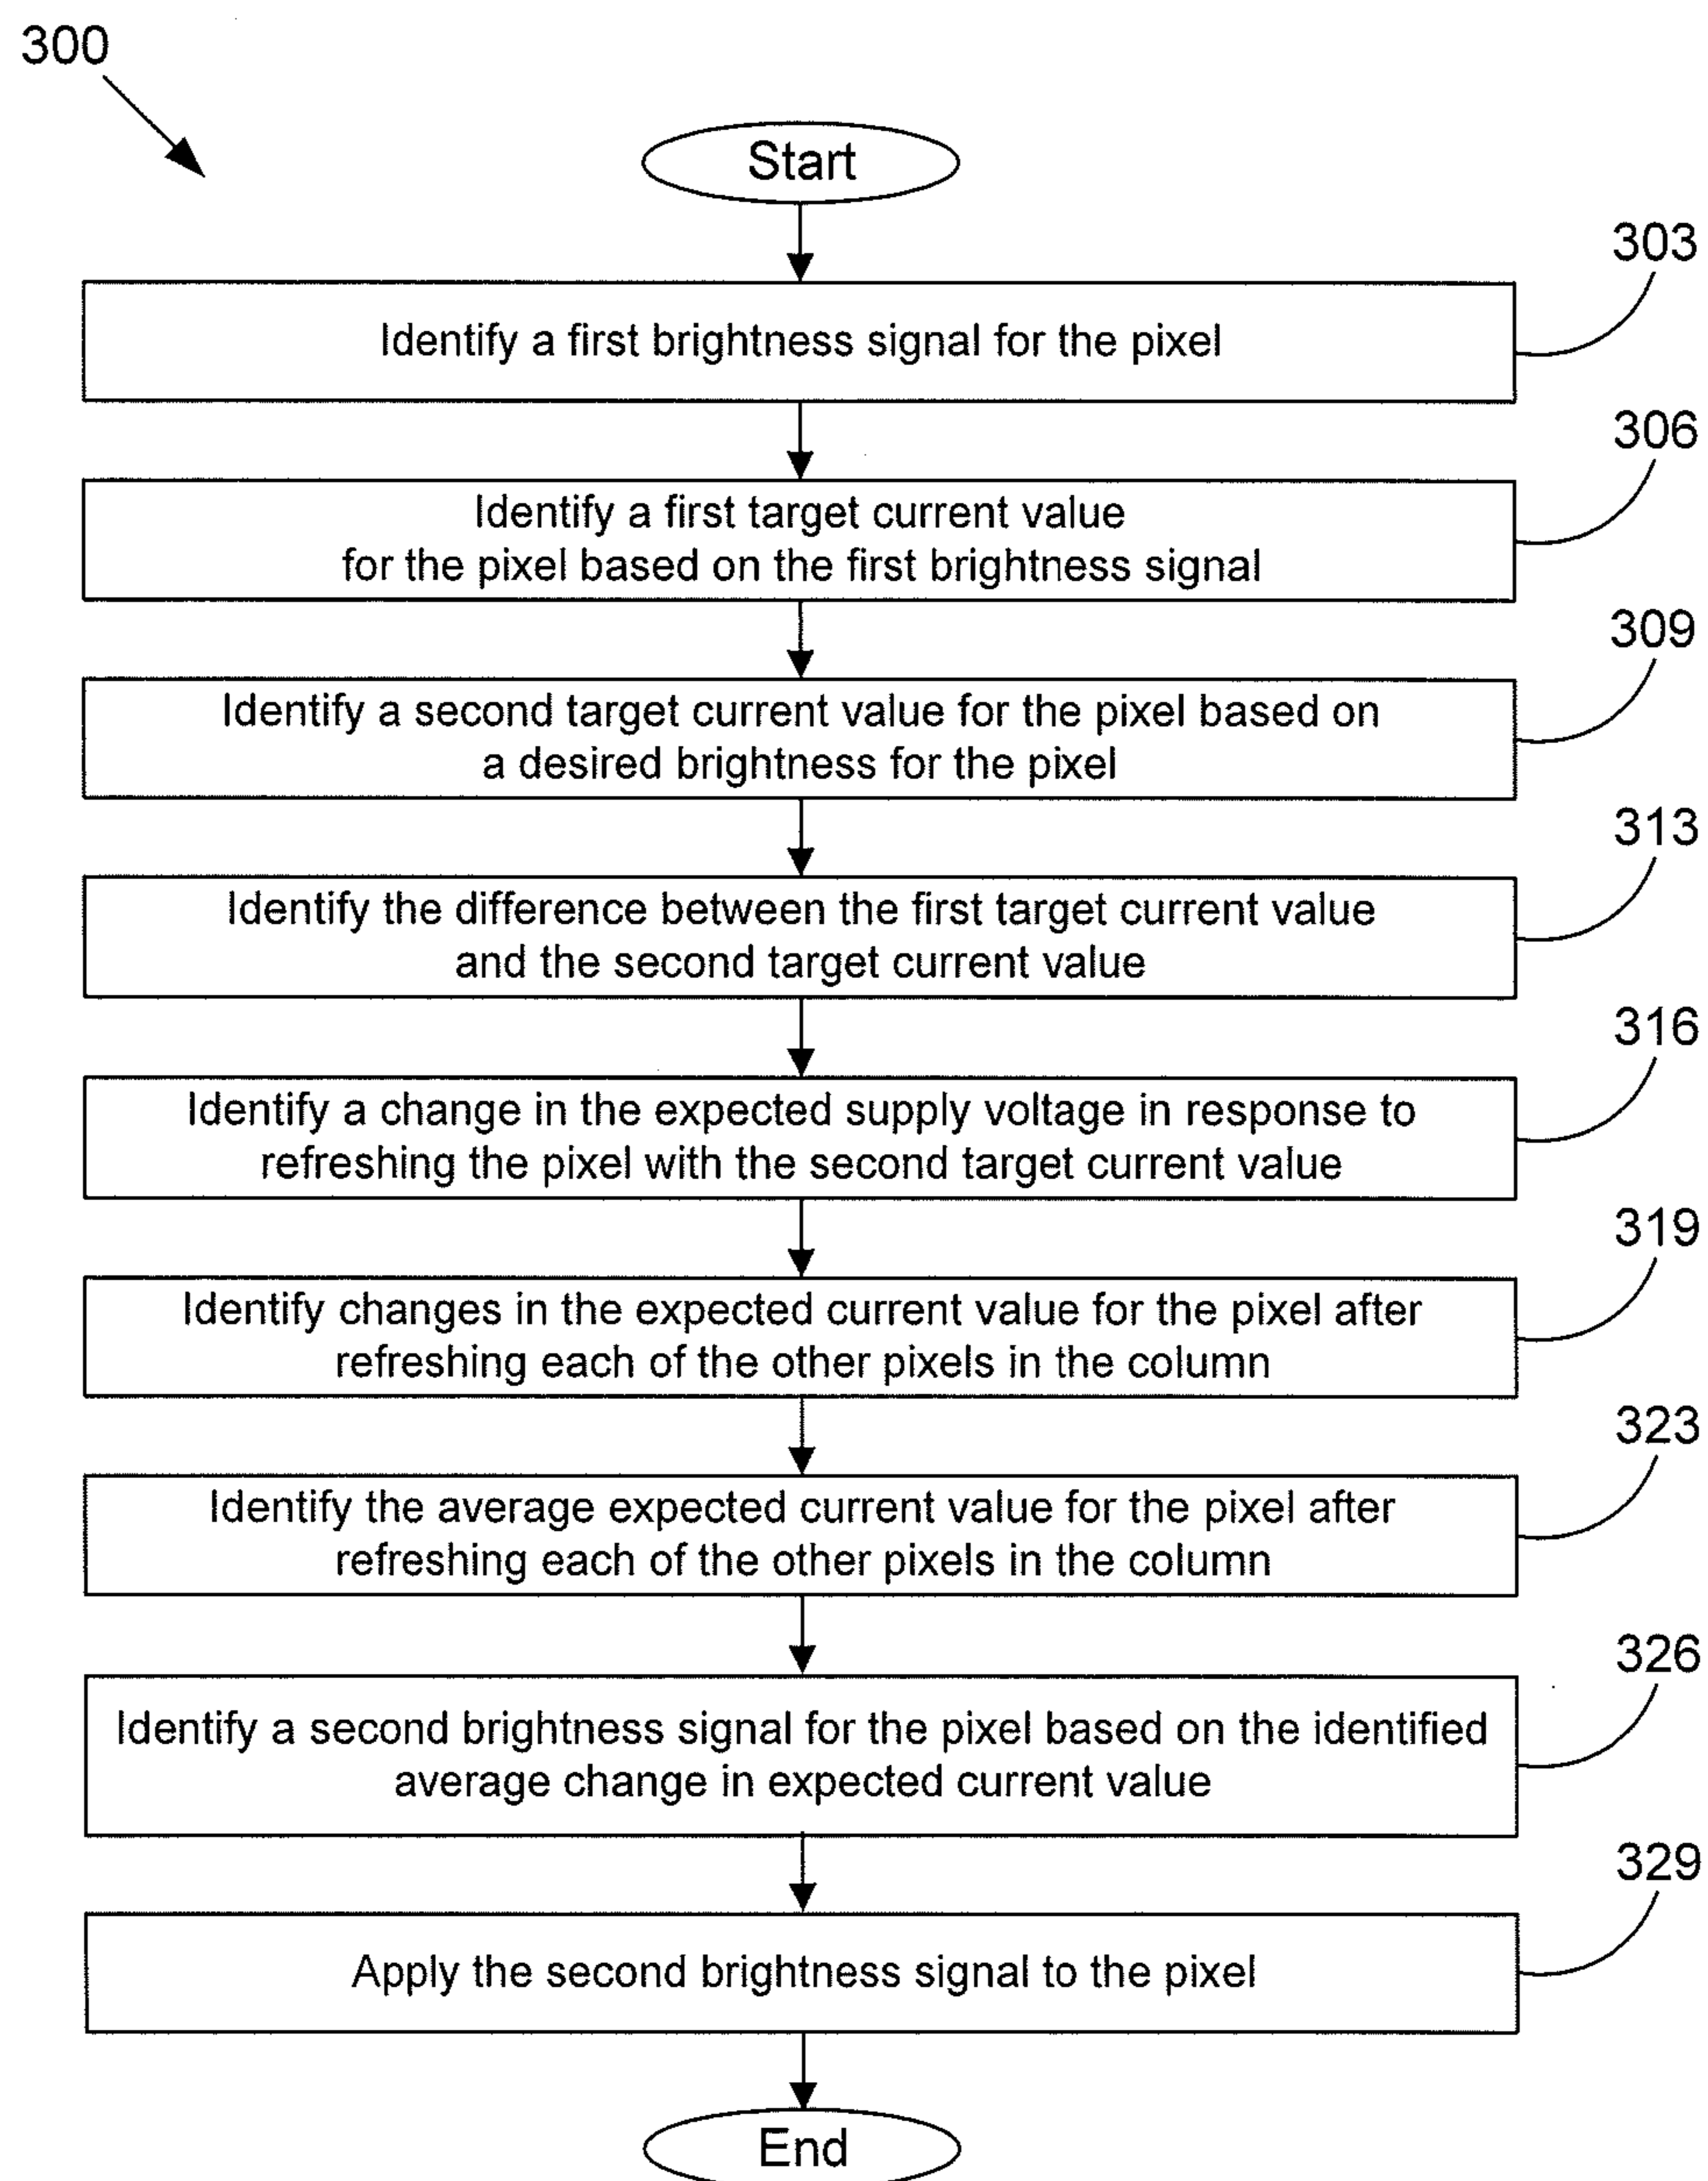 300
Start
303
Identify a first brightness signal for the pixel
306
Identify a first target current value
for the pixel based on the first brightness signal
309
Identify a second target current value for the pixel based on
a desired brightness for the pixel
313
Identify the difference between the first target current value
and the second target current value
316
Identify a change in the expected supply voltage in response to
refreshing the pixel with the second target current value
319
Identify changes in the expected current value for the pixel after
refreshing each of the other pixels in the column
323
Identify the average expected current value for the pixel after
refreshing each of the other pixels in the column
326
Identify a second brightness signal for the pixel based on the identified
average change in expected current value
329
Apply the second brightness signal to the pixel
End